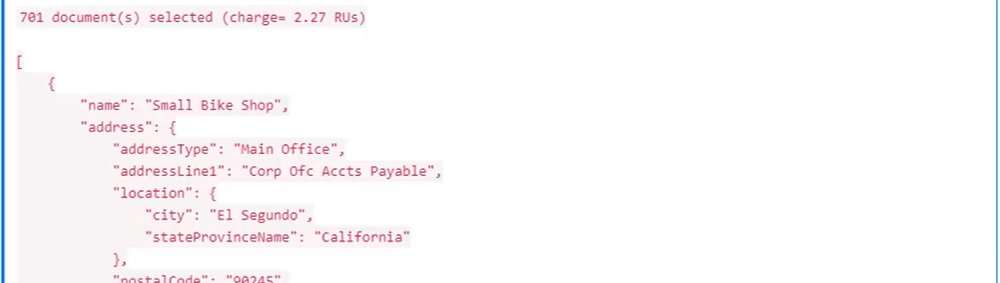 701 document(s) selected (charge= 2.27 RUs)
[
{
"name": "Small Bike Shop",
"address": {
"addressType": "Main Office",
"addressLine1": "Corp Ofc Accts Payable",
"location": {
"city": "El Segundo",
"stateProvinceName": "California"
},
"postalCode": "90245"